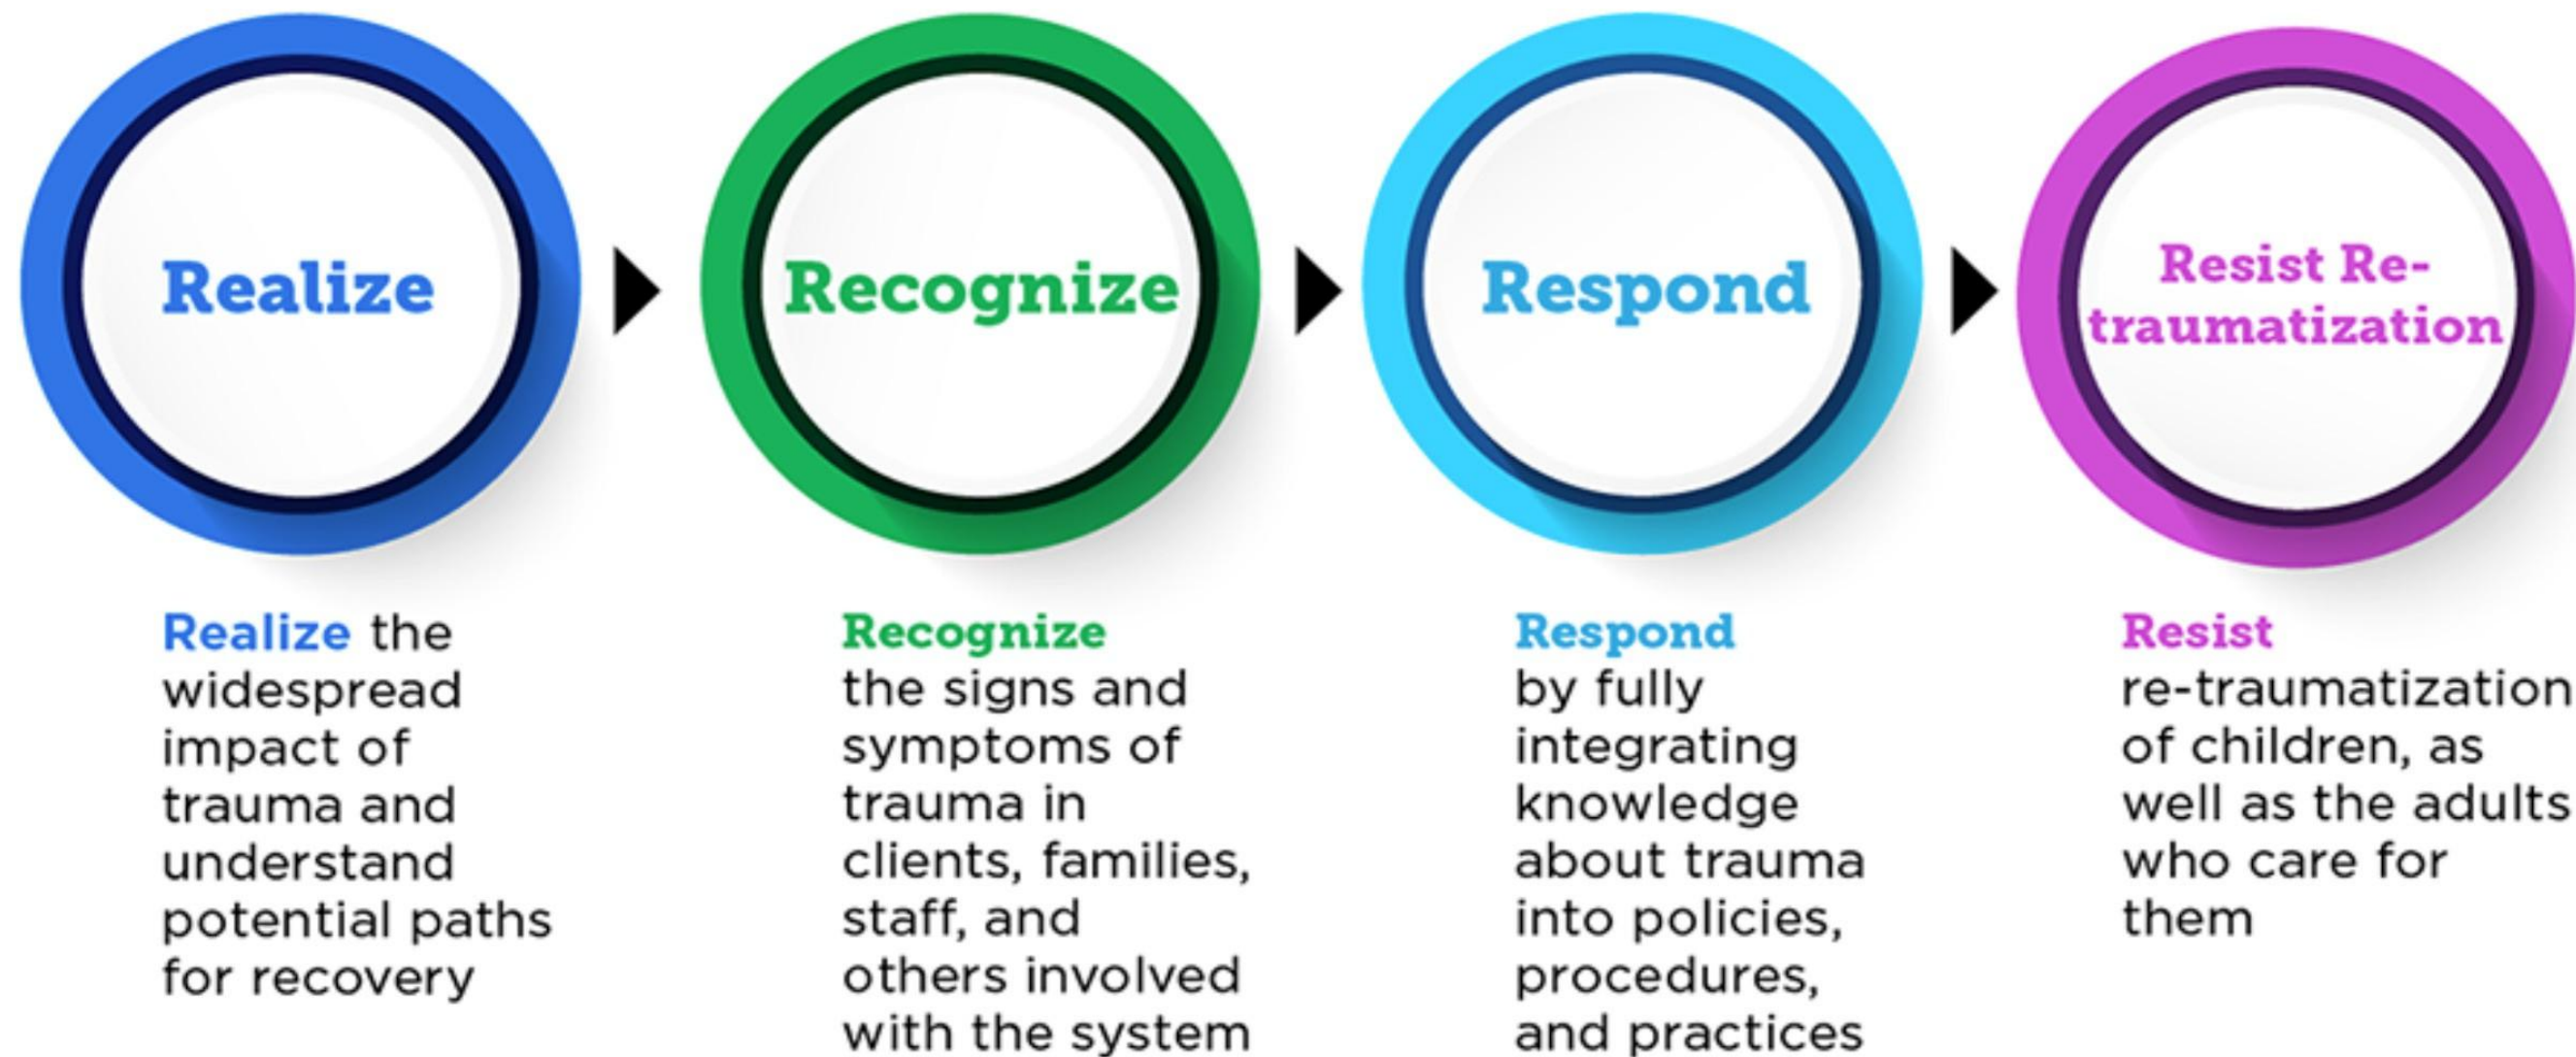 Realize
Recognize
Respond
Resist Re-
traumatization
Realize the
widespread
impact of
trauma and
understand
potential paths
for recovery
Recognize
the signs and
symptoms of
trauma in
clients, families,
staff, and
others involved
with the system
Respond
by fully
integrating
knowledge
about trauma
into policies,
procedures,
and practices
Resist
re-traumatization
of children, as
well as the adults
who care for
them